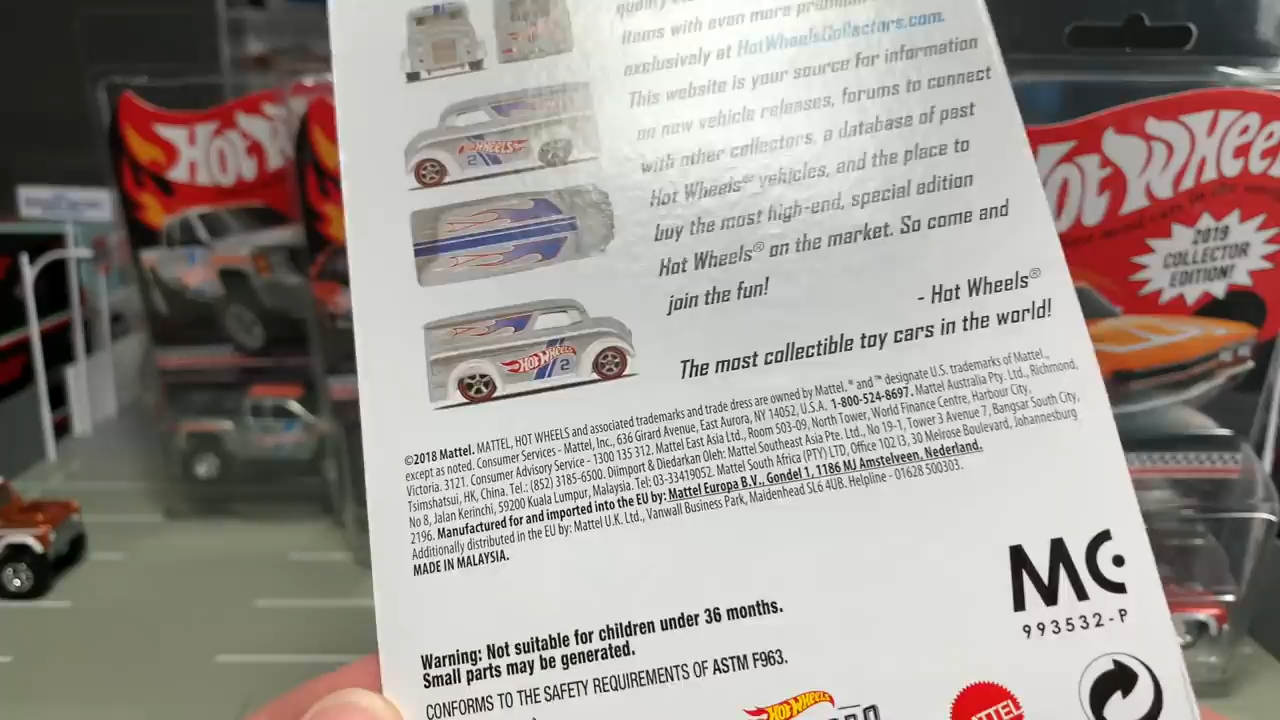 items with even more
exclusively at HotWheelsCollectors.com.
This website is your source for information
on new vehicle releases, forums to connect
with other collectors, a database of past
Hot Wheels℠ vehicles, and the place to
buy the most high-end, special edition
Hot Wheels® on the market. So come and
join the fun!
- Hot Wheels®
The most collectible toy cars in the world!
©2018 Mattel. MATTEL, HOT WHEELS and associated trademarks and trade dress are owned by Mattel. ® and ™ designate U.S. trademarks of Mattel.,
except as noted. Consumer Services - Mattel, Inc., 636 Girard Avenue, East Aurora, NY 14052, U.S.A. 1-800-524-8697. Mattel Australia Pty. Ltd., Richmond,
Victoria. 3121. Consumer Advisory Service - 1300 135 312. Mattel East Asia Ltd., Room 503-09, North Tower, World Finance Centre, Harbour City,
Tsimshatsui, HK, China. Tel.: (852) 3185-6500. Diimport & Diedarkan Oleh: Mattel Southeast Asia Pte. Ltd., No 19-1, Tower 3 Avenue 7, Bangsar South City,
No 8, Jalan Kerinchi, 59200 Kuala Lumpur, Malaysia. Tel: 03-33419052. Mattel South Africa (PTY) LTD, Office 102 I3, 30 Melrose Boulevard, Johannesburg
2196. Manufactured for and imported into the EU by: Mattel Europa B.V., Gondel 1, 1186 MJ Amstelveen, Nederland.
Additionally distributed in the EU by: Mattel U.K. Ltd., Vanwall Business Park, Maidenhead SL6 4UB. Helpline - 01628 500303.
MADE IN MALAYSIA.
MC
993532-P
Warning: Not suitable for children under 36 months.
Small parts may be generated.
CONFORMS TO THE SAFETY REQUIREMENTS OF ASTM F963.
HOT WHEELS
MATTEL
HOT WHEELS
2
HOT W
HOT WHEELS
2019
COLLECTOR
EDITION!